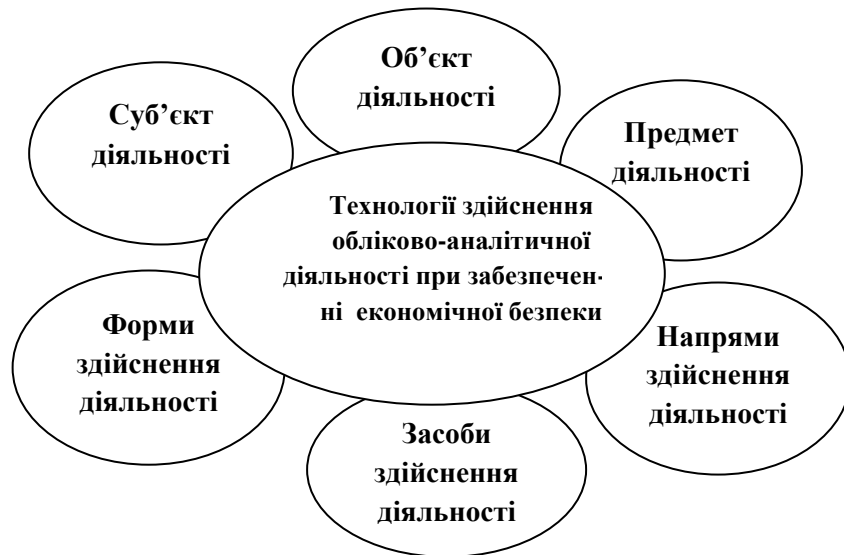 Об’єкт
діяльності
Суб’єкт
діяльності
Предмет
діяльності
Технології здійснення
обліково-аналітичної
діяльності при забезпечен-
ні економічної безпеки
Форми
здійснення
діяльності
Напрями
здійснення
діяльності
Засоби
здійснення
діяльності